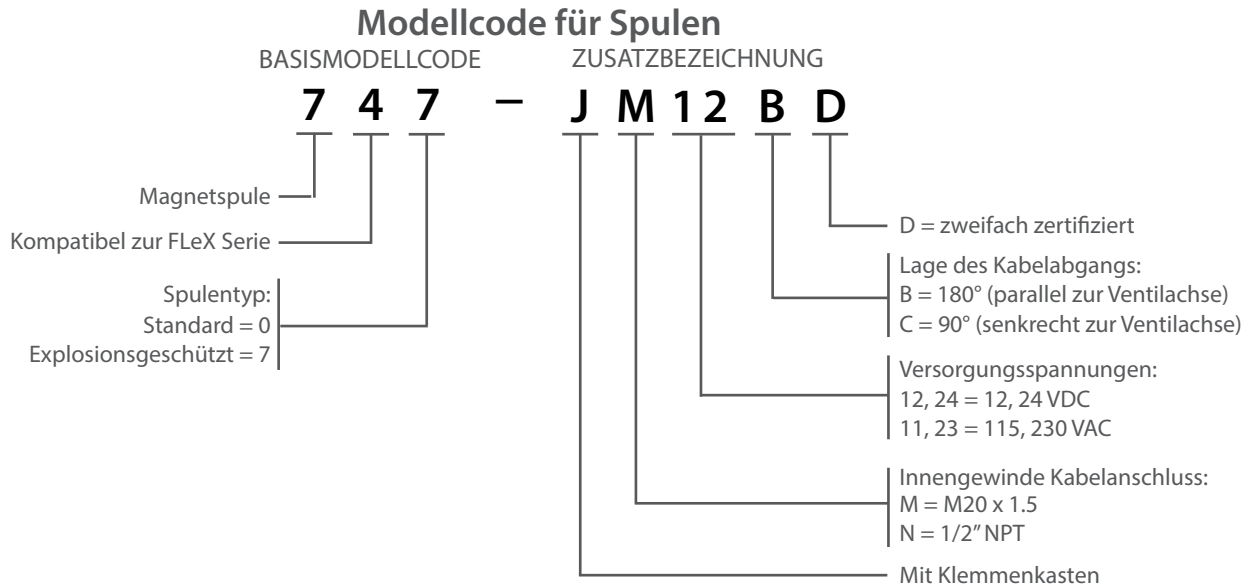 Modellcode für Spulen
BASISMODELLCODE
ZUSATZBEZEICHNUNG
7 4 7 – J M 1 2 B D
Magnetspule
Kompatibel zur FLeX Serie
Spulentyp:
Standard = 0
Explosionsgeschützt = 7
D = zweifach zertifiziert
Lage des Kabelabgangs:
B = 180° (parallel zur Ventilachse)
C = 90° (senkrecht zur Ventilachse)
Versorgungsspannungen:
12, 24 = 12, 24 VDC
11, 23 = 115, 230 VAC
Innengewinde Kabelanschluss:
M = M20 x 1.5
N = 1/2” NPT
Mit Klemmenkasten